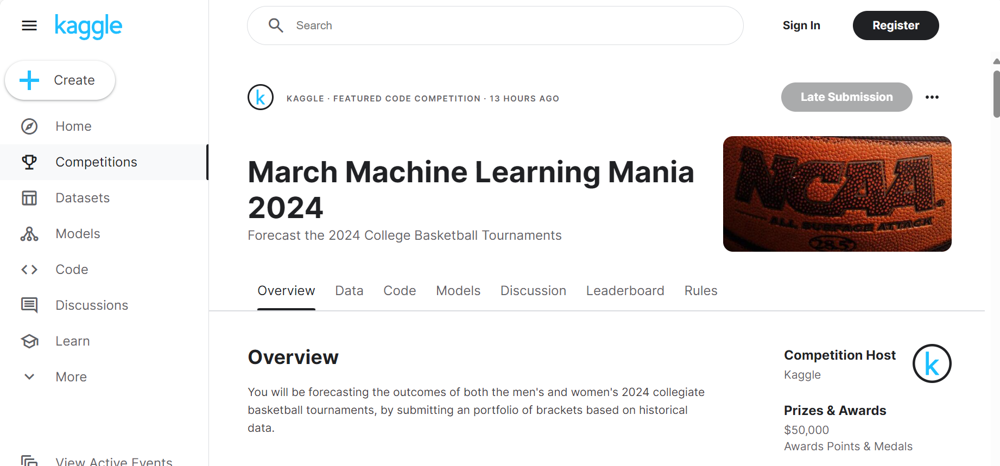 kaggle
Search
Sign In
Register
Create
Home
Competitions
Datasets
Models
Code
Discussions
Learn
More
View Active Events
k
KAGGLE · FEATURED CODE COMPETITION · 13 HOURS AGO
Late Submission
March Machine Learning Mania
2024
Forecast the 2024 College Basketball Tournaments
NCAA®
ALL SURFACE ATTACK
28.5
Overview
Data
Code
Models
Discussion
Leaderboard
Rules
Overview
You will be forecasting the outcomes of both the men's and women's 2024 collegiate
basketball tournaments, by submitting an portfolio of brackets based on historical
data.
Competition Host
Kaggle
k
Prizes & Awards
$50,000
Awards Points & Medals